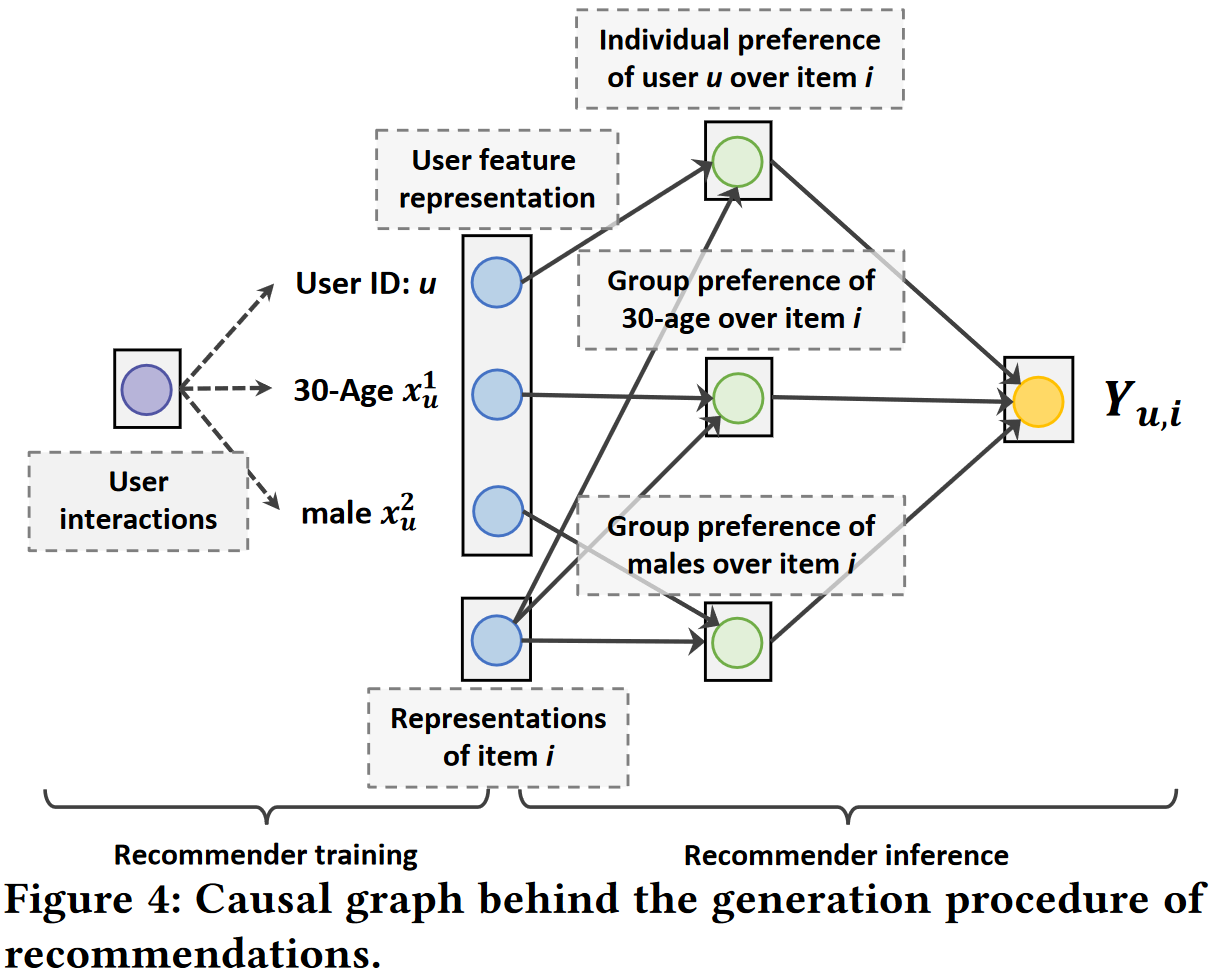 Individual preference
of user u over item i
User feature
representation
User ID: u
Group preference of
30-age over item i
30-Age x_u^1
Y_{u,i}
User
interactions
male x_u^2
Group preference of
males over item i
Representations
of item i
Recommender training
Recommender inference
Figure 4: Causal graph behind the generation procedure of
recommendations.